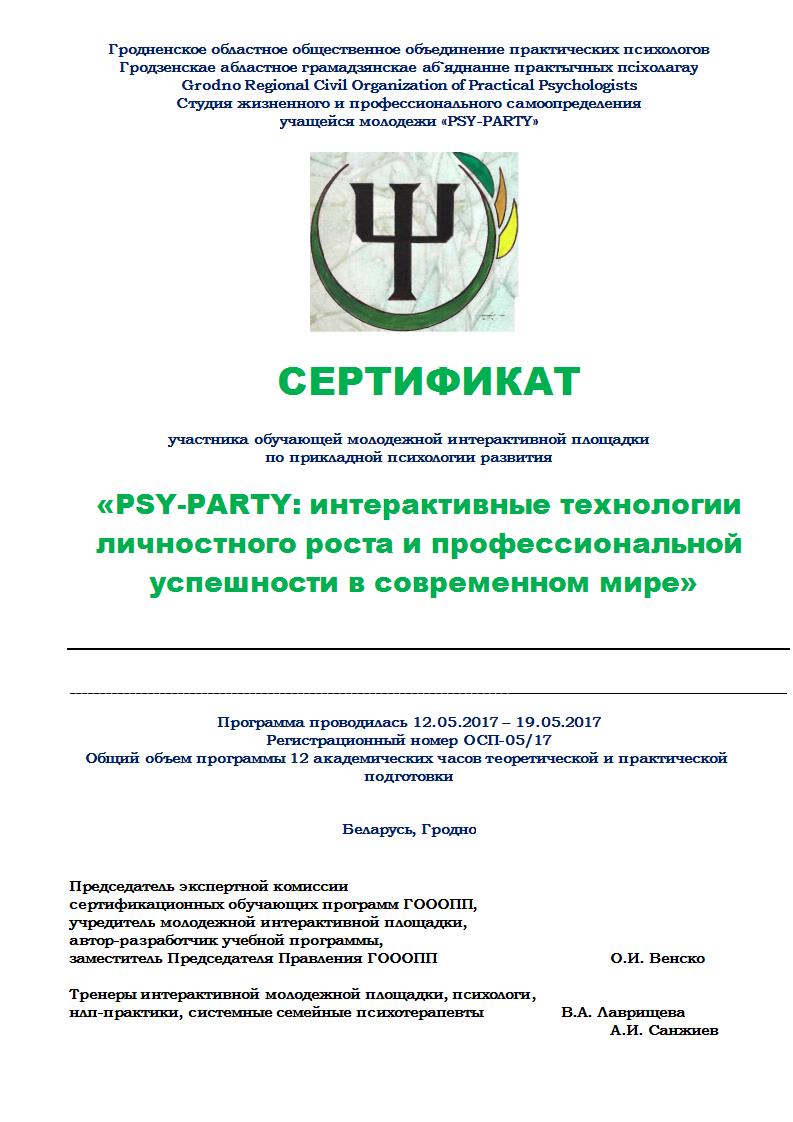 Гродненское областное общественное объединение практических психологов
Гродзенскае абластное грамадзянскае аб`яднанне практычных псіхолагау
Grodno Regional Civil Organization of Practical Psychologists
Студия жизненного и профессионального самоопределения
учащейся молодежи «PSY-PARTY»
СЕРТИФИКАТ
участника обучающей молодежной интерактивной площадки
по прикладной психологии развития
«PSY-PARTY: интерактивные технологии
личностного роста и профессиональной
успешности в современном мире»
Программа проводилась 12.05.2017 – 19.05.2017
Регистрационный номер ОСП-05/17
Общий объем программы 12 академических часов теоретической и практической
подготовки
Беларусь, Гродно
Председатель экспертной комиссии
сертификационных обучающих программ ГОООПП,
учредитель молодежной интерактивной площадки,
автор-разработчик учебной программы,
заместитель Председателя Правления ГОООПП О.И. Венско
Тренеры интерактивной молодежной площадки, психологи,
нлп-практики, системные семейные психотерапевты В.А. Лаврищева
А.И. Санжиев